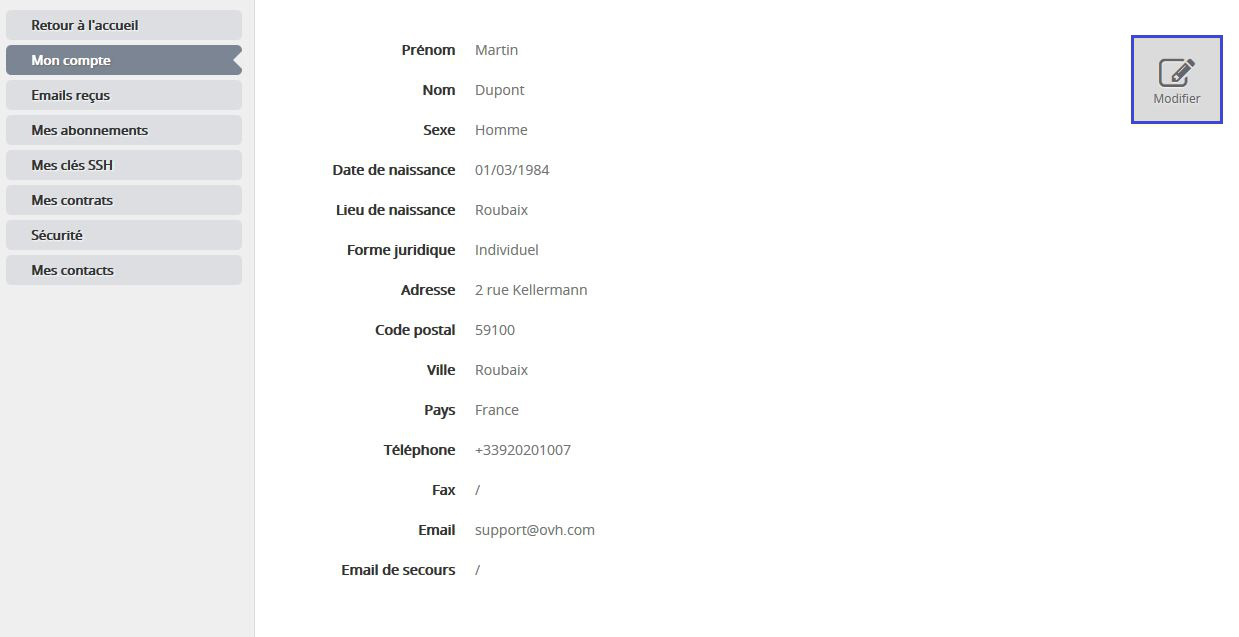 Retour à l'accueil
Mon compte
Emails reçus
Mes abonnements
Mes clés SSH
Mes contrats
Sécurité
Mes contacts
Prénom Martin
Nom Dupont
Sexe Homme
Date de naissance 01/03/1984
Lieu de naissance Roubaix
Forme juridique Individuel
Adresse 2 rue Kellermann
Code postal 59100
Ville Roubaix
Pays France
Téléphone +33920201007
Fax /
Email support@ovh.com
Email de secours /
Modifier